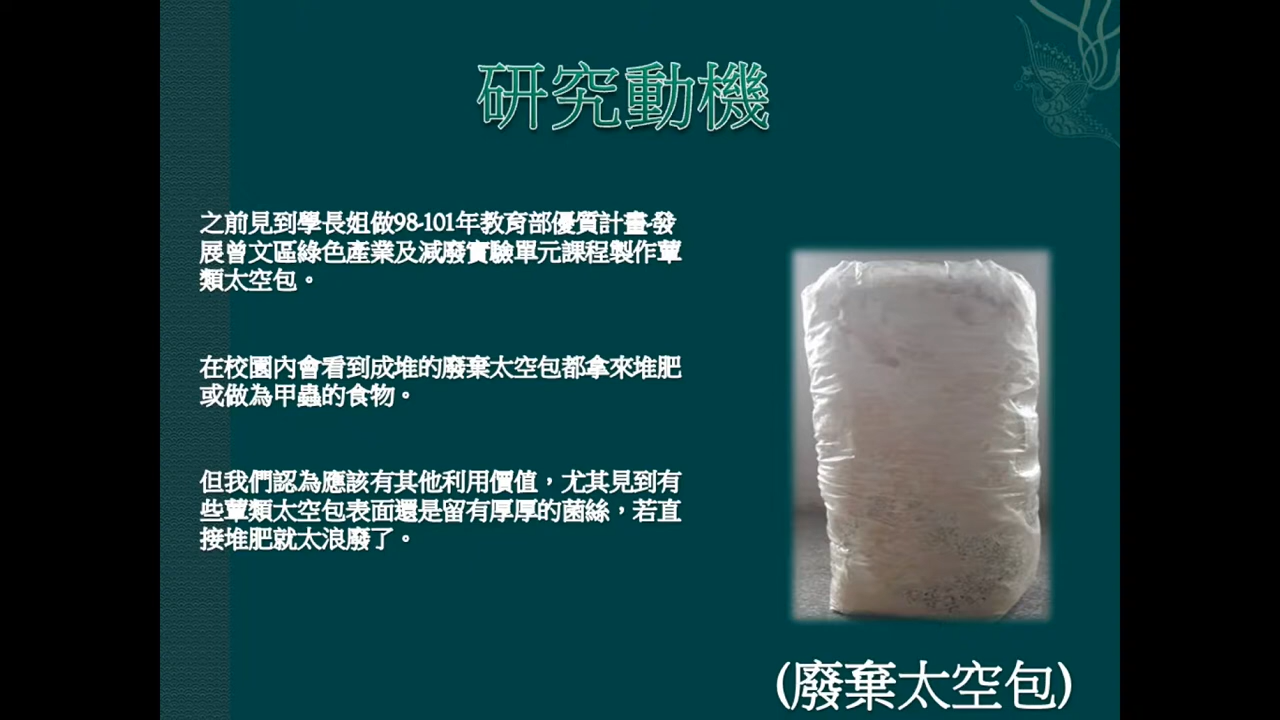 研究動機
之前見到學長姐做98-101年教育部優質計畫-發
展曾文區綠色產業及減廢實驗單元課程製作蕈
類太空包。
在校園內會看到成堆的廢棄太空包都拿來堆肥
或做為甲蟲的食物。
但我們認為應該有其他利用價值，尤其見到有
些蕈類太空包表面還是留有厚厚的菌絲，若直
接堆肥就太浪廢了。
(廢棄太空包)